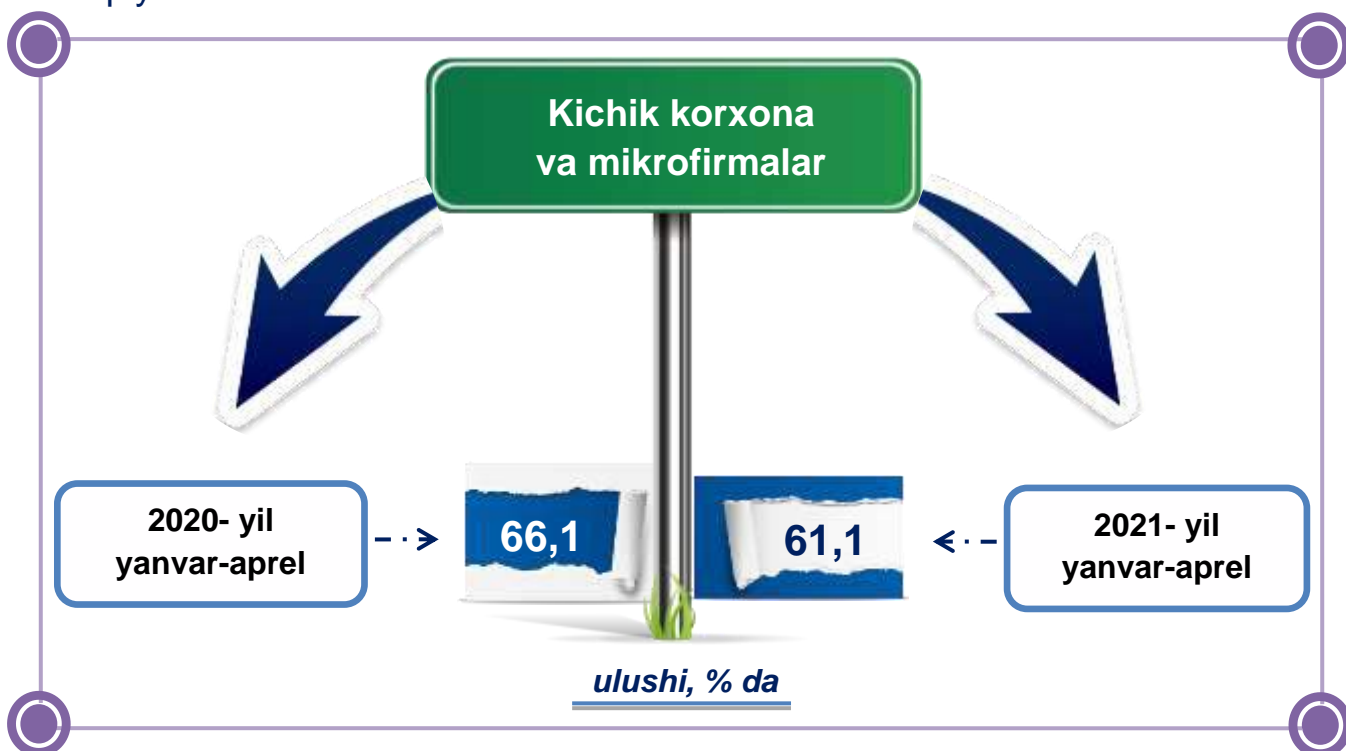 Kichik korxona
va mikrofirmalar
2020- yil
yanvar-aprel
66,1
61,1
2021- yil
yanvar-aprel
ulushi, % da